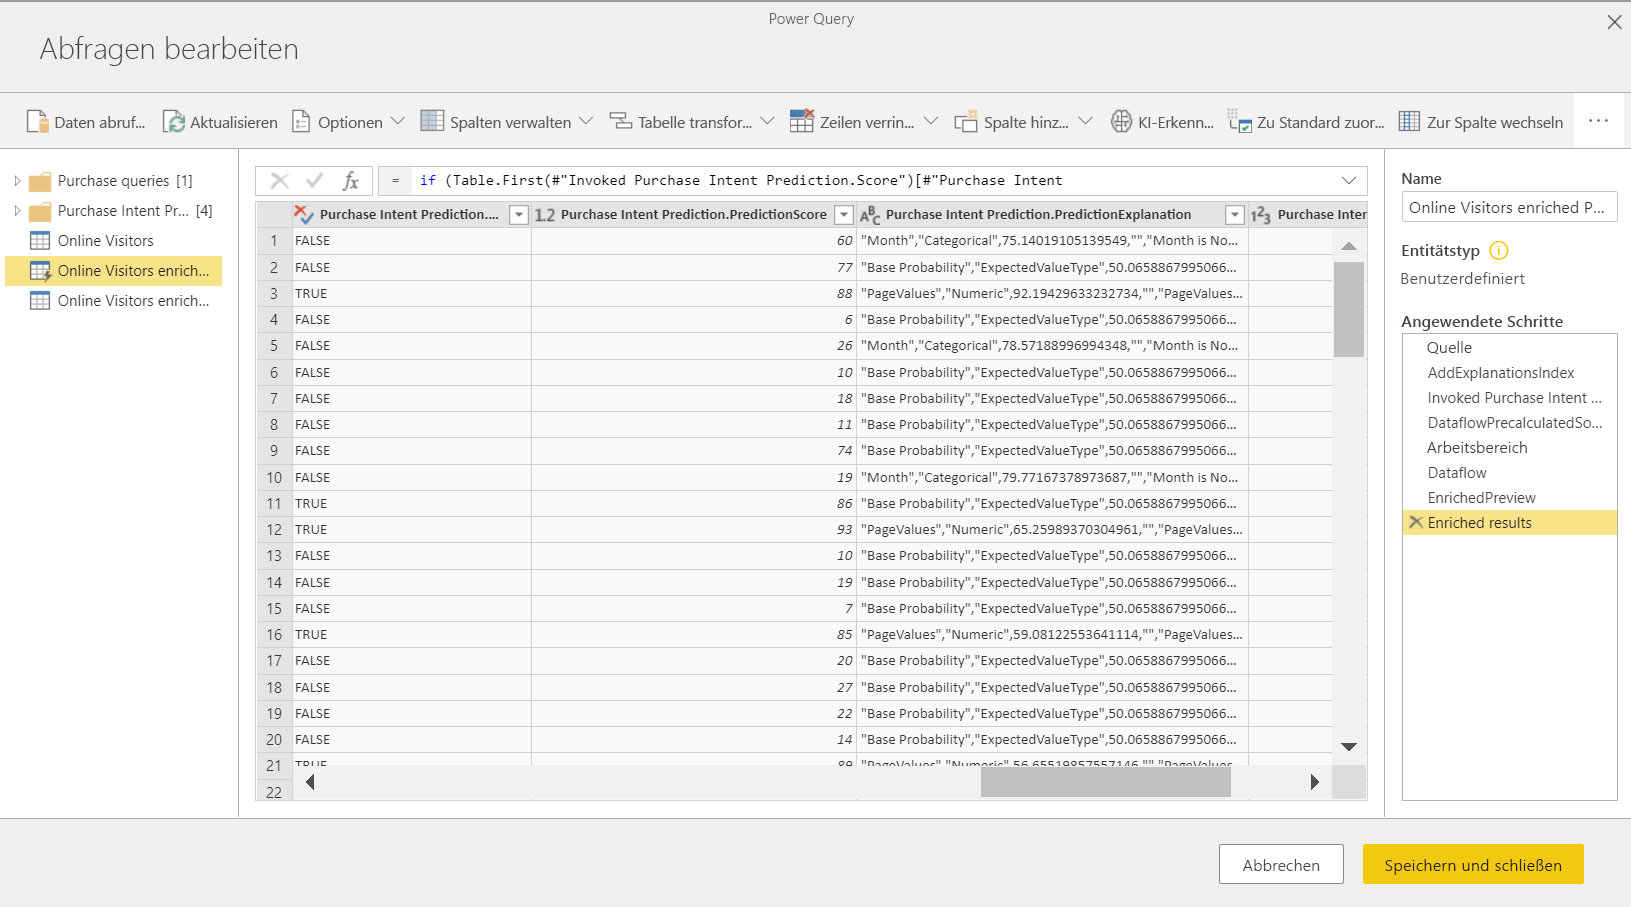 Power Query
Abfragen bearbeiten
Daten abruf... Aktualisieren Optionen Spalten verwalten Tabelle transfor... Zeilen verrin... Spalte hinz... KI-Erkenn... Zu Standard zuor... Zur Spalte wechseln ...
Purchase queries [1]
Purchase Intent Pr... [4]
Online Visitors
Online Visitors enrich...
Online Visitors enrich...
fx = if (Table.First(#"Invoked Purchase Intent Prediction.Score")[#"Purchase Intent
Purchase Intent Prediction.... 1.2 Purchase Intent Prediction.PredictionScore ABC Purchase Intent Prediction.PredictionExplanation 123 Purchase Inter
1 FALSE 60 "Month","Categorical",75.14019105139549,"","Month is No...
2 FALSE 77 "Base Probability","ExpectedValueType",50.0658867995066...
3 TRUE 88 "PageValues","Numeric",92.19429633232734,"","PageValues...
4 FALSE 6 "Base Probability","ExpectedValueType",50.0658867995066...
5 FALSE 26 "Month","Categorical",78.57188996994348,"","Month is No...
6 FALSE 10 "Base Probability","ExpectedValueType",50.0658867995066...
7 FALSE 18 "Base Probability","ExpectedValueType",50.0658867995066...
8 FALSE 11 "Base Probability","ExpectedValueType",50.0658867995066...
9 FALSE 74 "Base Probability","ExpectedValueType",50.0658867995066...
10 FALSE 19 "Month","Categorical",79.77167378973687,"","Month is No...
11 TRUE 86 "Base Probability","ExpectedValueType",50.0658867995066...
12 TRUE 93 "PageValues","Numeric",65.25989370304961,"","PageValues...
13 FALSE 10 "Base Probability","ExpectedValueType",50.0658867995066...
14 FALSE 19 "Base Probability","ExpectedValueType",50.0658867995066...
15 FALSE 7 "Base Probability","ExpectedValueType",50.0658867995066...
16 TRUE 85 "PageValues","Numeric",59.08122553641114,"","PageValues...
17 FALSE 20 "Base Probability","ExpectedValueType",50.0658867995066...
18 FALSE 27 "Base Probability","ExpectedValueType",50.0658867995066...
19 FALSE 22 "Base Probability","ExpectedValueType",50.0658867995066...
20 FALSE 14 "Base Probability","ExpectedValueType",50.0658867995066...
21 TRUE 89 "PageValues","Numeric",56.65519857557146,"","PageValues...
22
Name
Online Visitors enriched P...
Entitätstyp
Benutzerdefiniert
Angewendete Schritte
Quelle
AddExplanationsIndex
Invoked Purchase Intent ...
DataflowPrecalculatedSo...
Arbeitsbereich
Dataflow
EnrichedPreview
Enriched results
Abbrechen Speichern und schließen